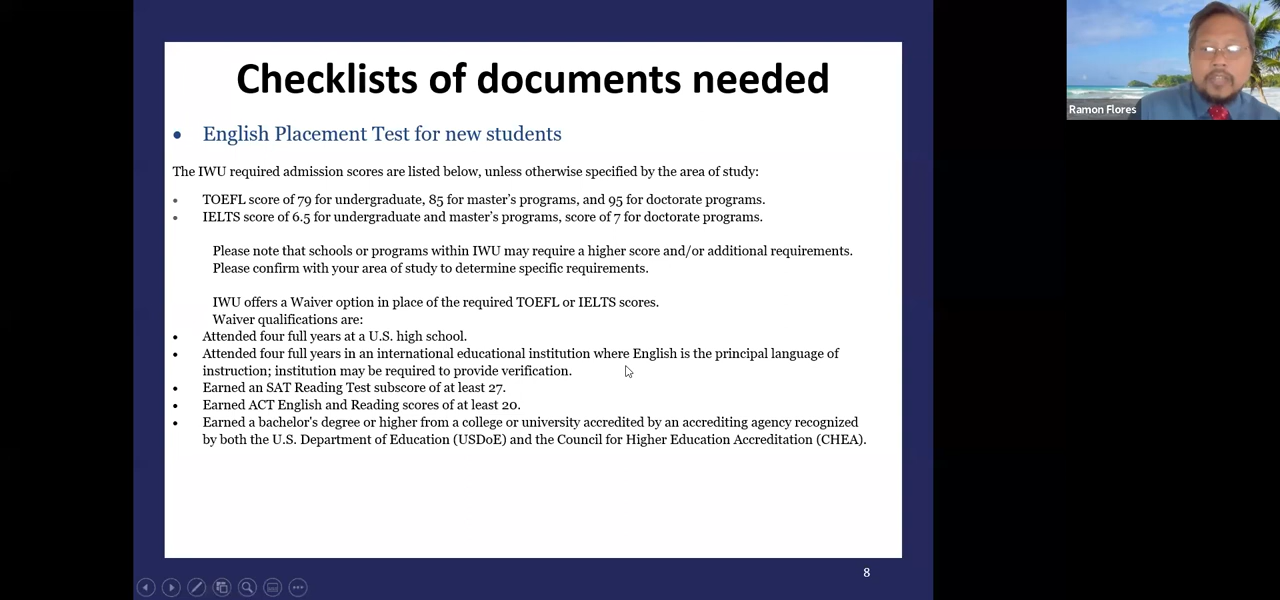 Checklists of documents needed
• English Placement Test for new students
The IWU required admission scores are listed below, unless otherwise specified by the area of study:
• TOEFL score of 79 for undergraduate, 85 for master's programs, and 95 for doctorate programs.
• IELTS score of 6.5 for undergraduate and master's programs, score of 7 for doctorate programs.
Please note that schools or programs within IWU may require a higher score and/or additional requirements.
Please confirm with your area of study to determine specific requirements.
IWU offers a Waiver option in place of the required TOEFL or IELTS scores.
Waiver qualifications are:
• Attended four full years at a U.S. high school.
• Attended four full years in an international educational institution where English is the principal language of
instruction; institution may be required to provide verification.
• Earned an SAT Reading Test subscore of at least 27.
• Earned ACT English and Reading scores of at least 20.
• Earned a bachelor's degree or higher from a college or university accredited by an accrediting agency recognized
by both the U.S. Department of Education (USDoE) and the Council for Higher Education Accreditation (CHEA).
8
Ramon Flores